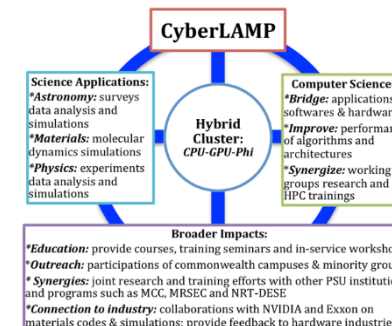 CyberLAMP
Science Applications:
*Astronomy: surveys
data analysis and
simulations
*Materials: molecular
dynamics simulations
*Physics: experiments
data analysis and
simulations
Hybrid
Cluster:
CPU-GPU-Phi
Computer Science
*Bridge: applications
softwares & hardwar
*Improve: performan
of algorithms and
architectures
*Synergize: working
groups research and
HPC trainings
Broader Impacts:
*Education: provide courses, training seminars and in-service worksho
*Outreach: participations of commonwealth campuses & minority grou
* Synergies: joint research and training efforts with other PSU institutio
and programs such as MCC, MRSEC and NRT-DESE
*Connection to industry: collaborations with NVIDIA and Exxon on
materials codes & simulations; provide feedback to hardware industrie